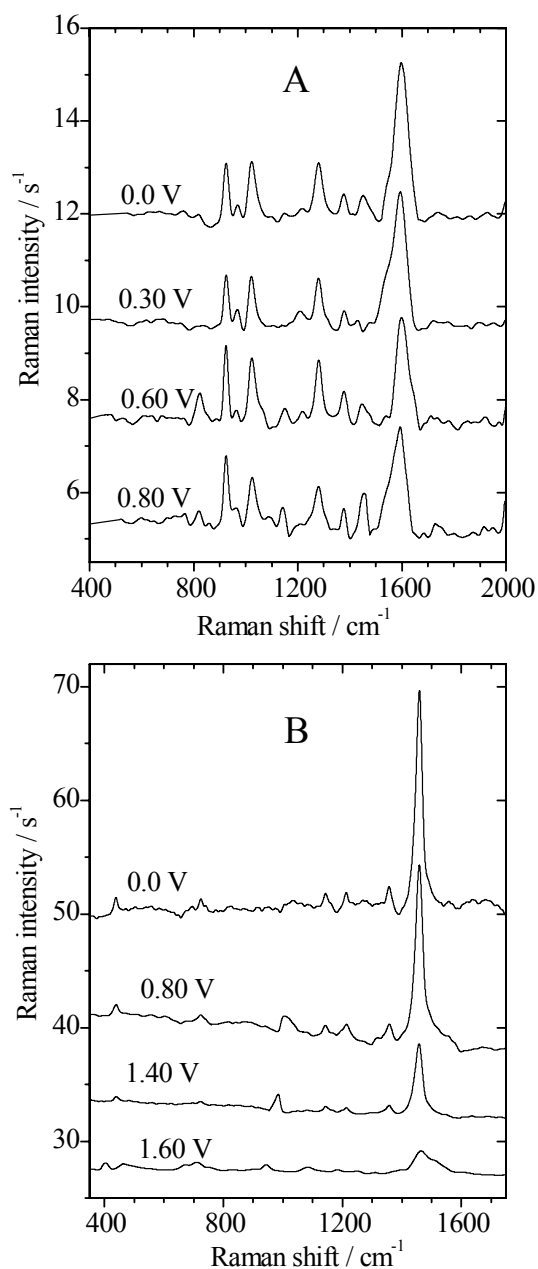 16
14
12
10
8
6
A
0.0 V
0.30 V
0.60 V
0.80 V
Raman intensity / s⁻¹
400 800 1200 1600 2000
Raman shift / cm⁻¹
70
60
50
40
30
B
0.0 V
0.80 V
1.40 V
1.60 V
Raman intensity / s⁻¹
400 800 1200 1600
Raman shift / cm⁻¹